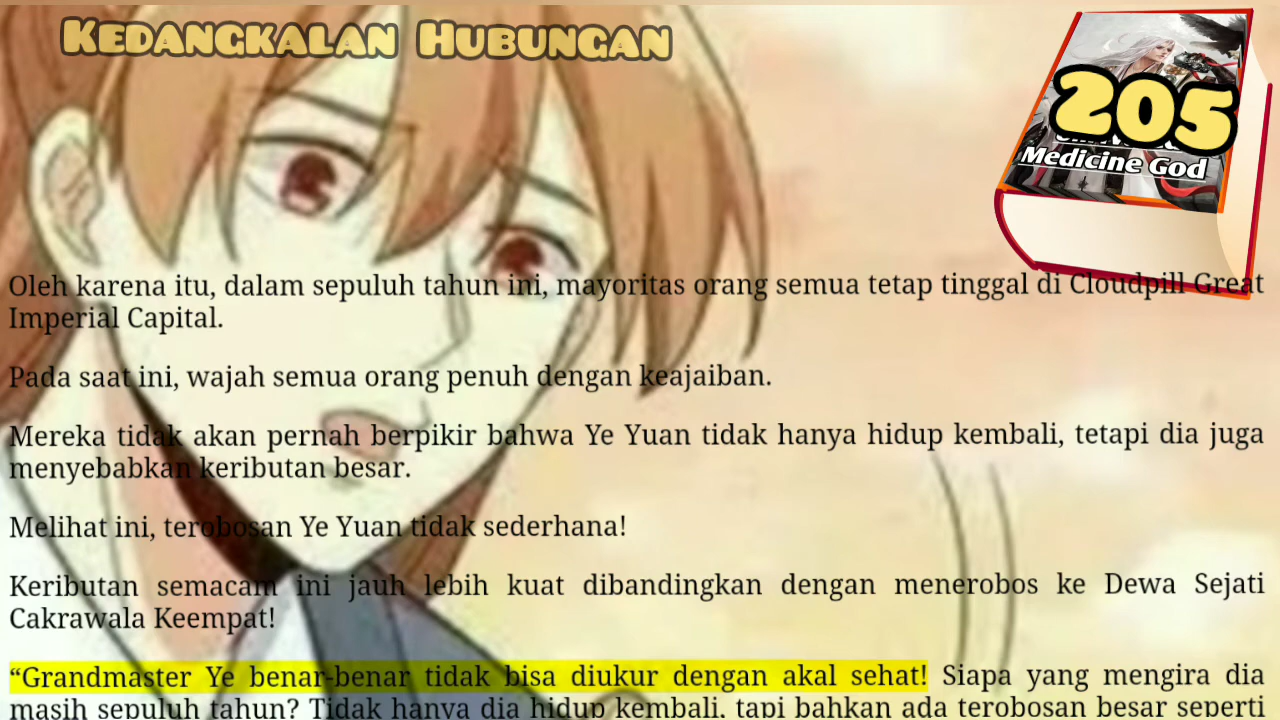 Kedangkalan Hubungan
205
Medicine God
Oleh karena itu, dalam sepuluh tahun ini, mayoritas orang semua tetap tinggal di Cloudpill Great
Imperial Capital.
Pada saat ini, wajah semua orang penuh dengan keajaiban.
Mereka tidak akan pernah berpikir bahwa Ye Yuan tidak hanya hidup kembali, tetapi dia juga
menyebabkan keributan besar.
Melihat ini, terobosan Ye Yuan tidak sederhana!
Keributan semacam ini jauh lebih kuat dibandingkan dengan menerobos ke Dewa Sejati
Cakrawala Keempat!
“Grandmaster Ye benar-benar tidak bisa diukur dengan akal sehat! Siapa yang mengira dia
masih sepuluh tahun? Tidak hanya dia hidup kembali, tapi bahkan ada terobosan besar seperti